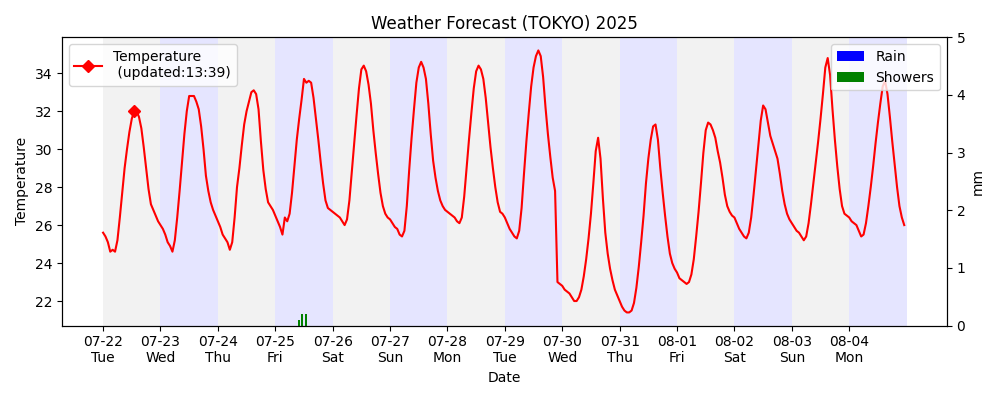 Weather Forecast (TOKYO) 2025
Temperature
(updated:13:39)
Rain
Showers
Temperature
34
32
30
28
26
24
22
5
4
3
2
1
0
mm
07-22 07-23 07-24 07-25 07-26 07-27 07-28 07-29 07-30 07-31 08-01 08-02 08-03 08-04
Tue Wed Thu Fri Sat Sun Mon Tue Wed Thu Fri Sat Sun Mon
Date